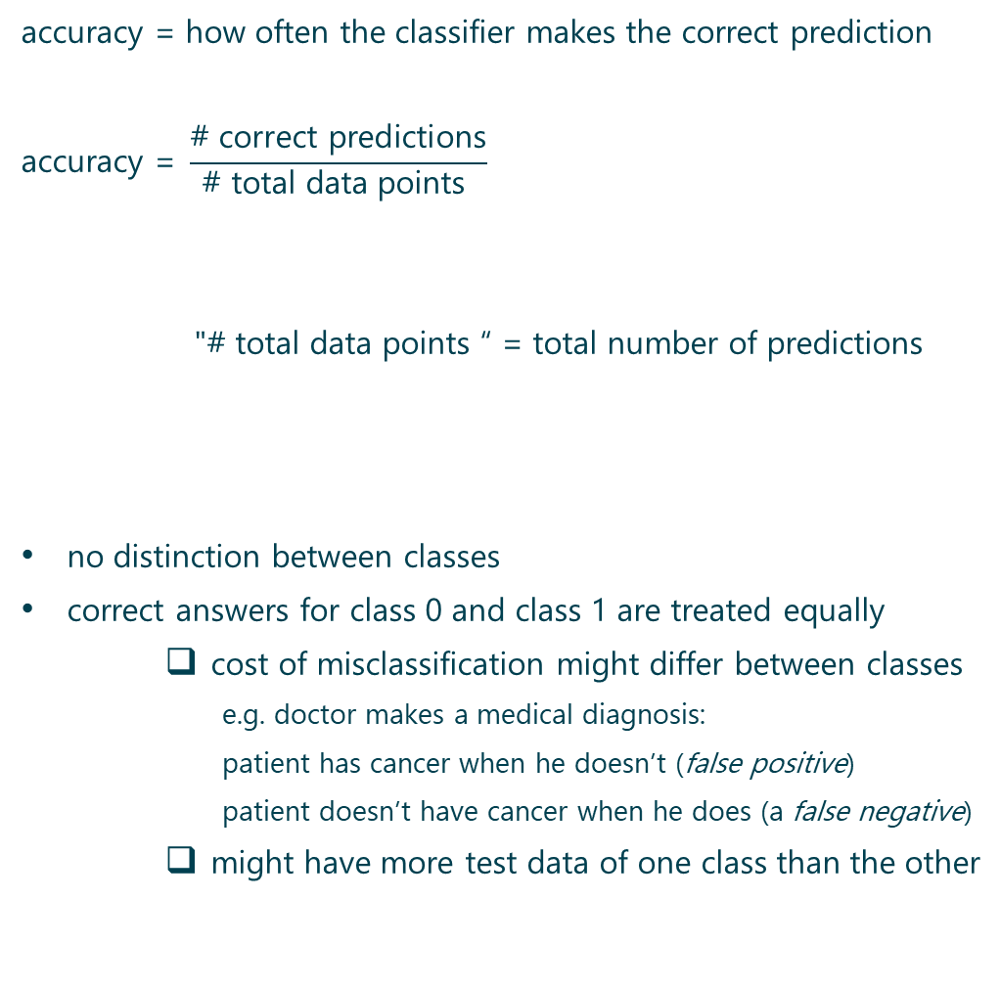 accuracy = how often the classifier makes the correct prediction
# correct predictions
accuracy =
# total data points
"# total data points “ = total number of predictions
• no distinction between classes
• correct answers for class 0 and class 1 are treated equally
❑ cost of misclassification might differ between classes
e.g. doctor makes a medical diagnosis:
patient has cancer when he doesn’t (false positive)
patient doesn’t have cancer when he does (a false negative)
❑ might have more test data of one class than the other